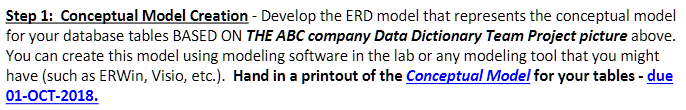 Step 1:  Conceptual Model Creation - Develop the ERD model that represents the conceptual model
for your database tables BASED ON THE ABC company Data Dictionary Team Project picture above.
You can create this model using modeling software in the lab or any modeling tool that you might
have (such as ERWin, Visio, etc.).  Hand in a printout of the Conceptual Model for your tables - due
01-OCT-2018.